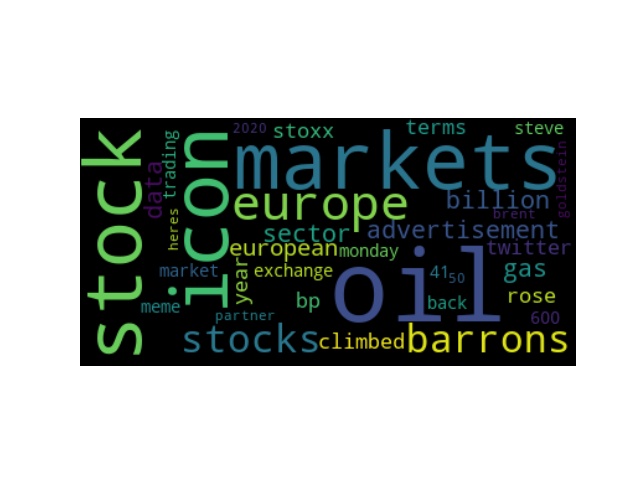 stock
icon
markets
oil
europe
stocks
barrons
2020
stoxx
terms
steve
data
trading
heres
billion
brent
goldstein
sector
advertisement
european
monday
twitter
market
exchange
year
41
50
gas
meme
bp
back
rose
partner
climbed
600